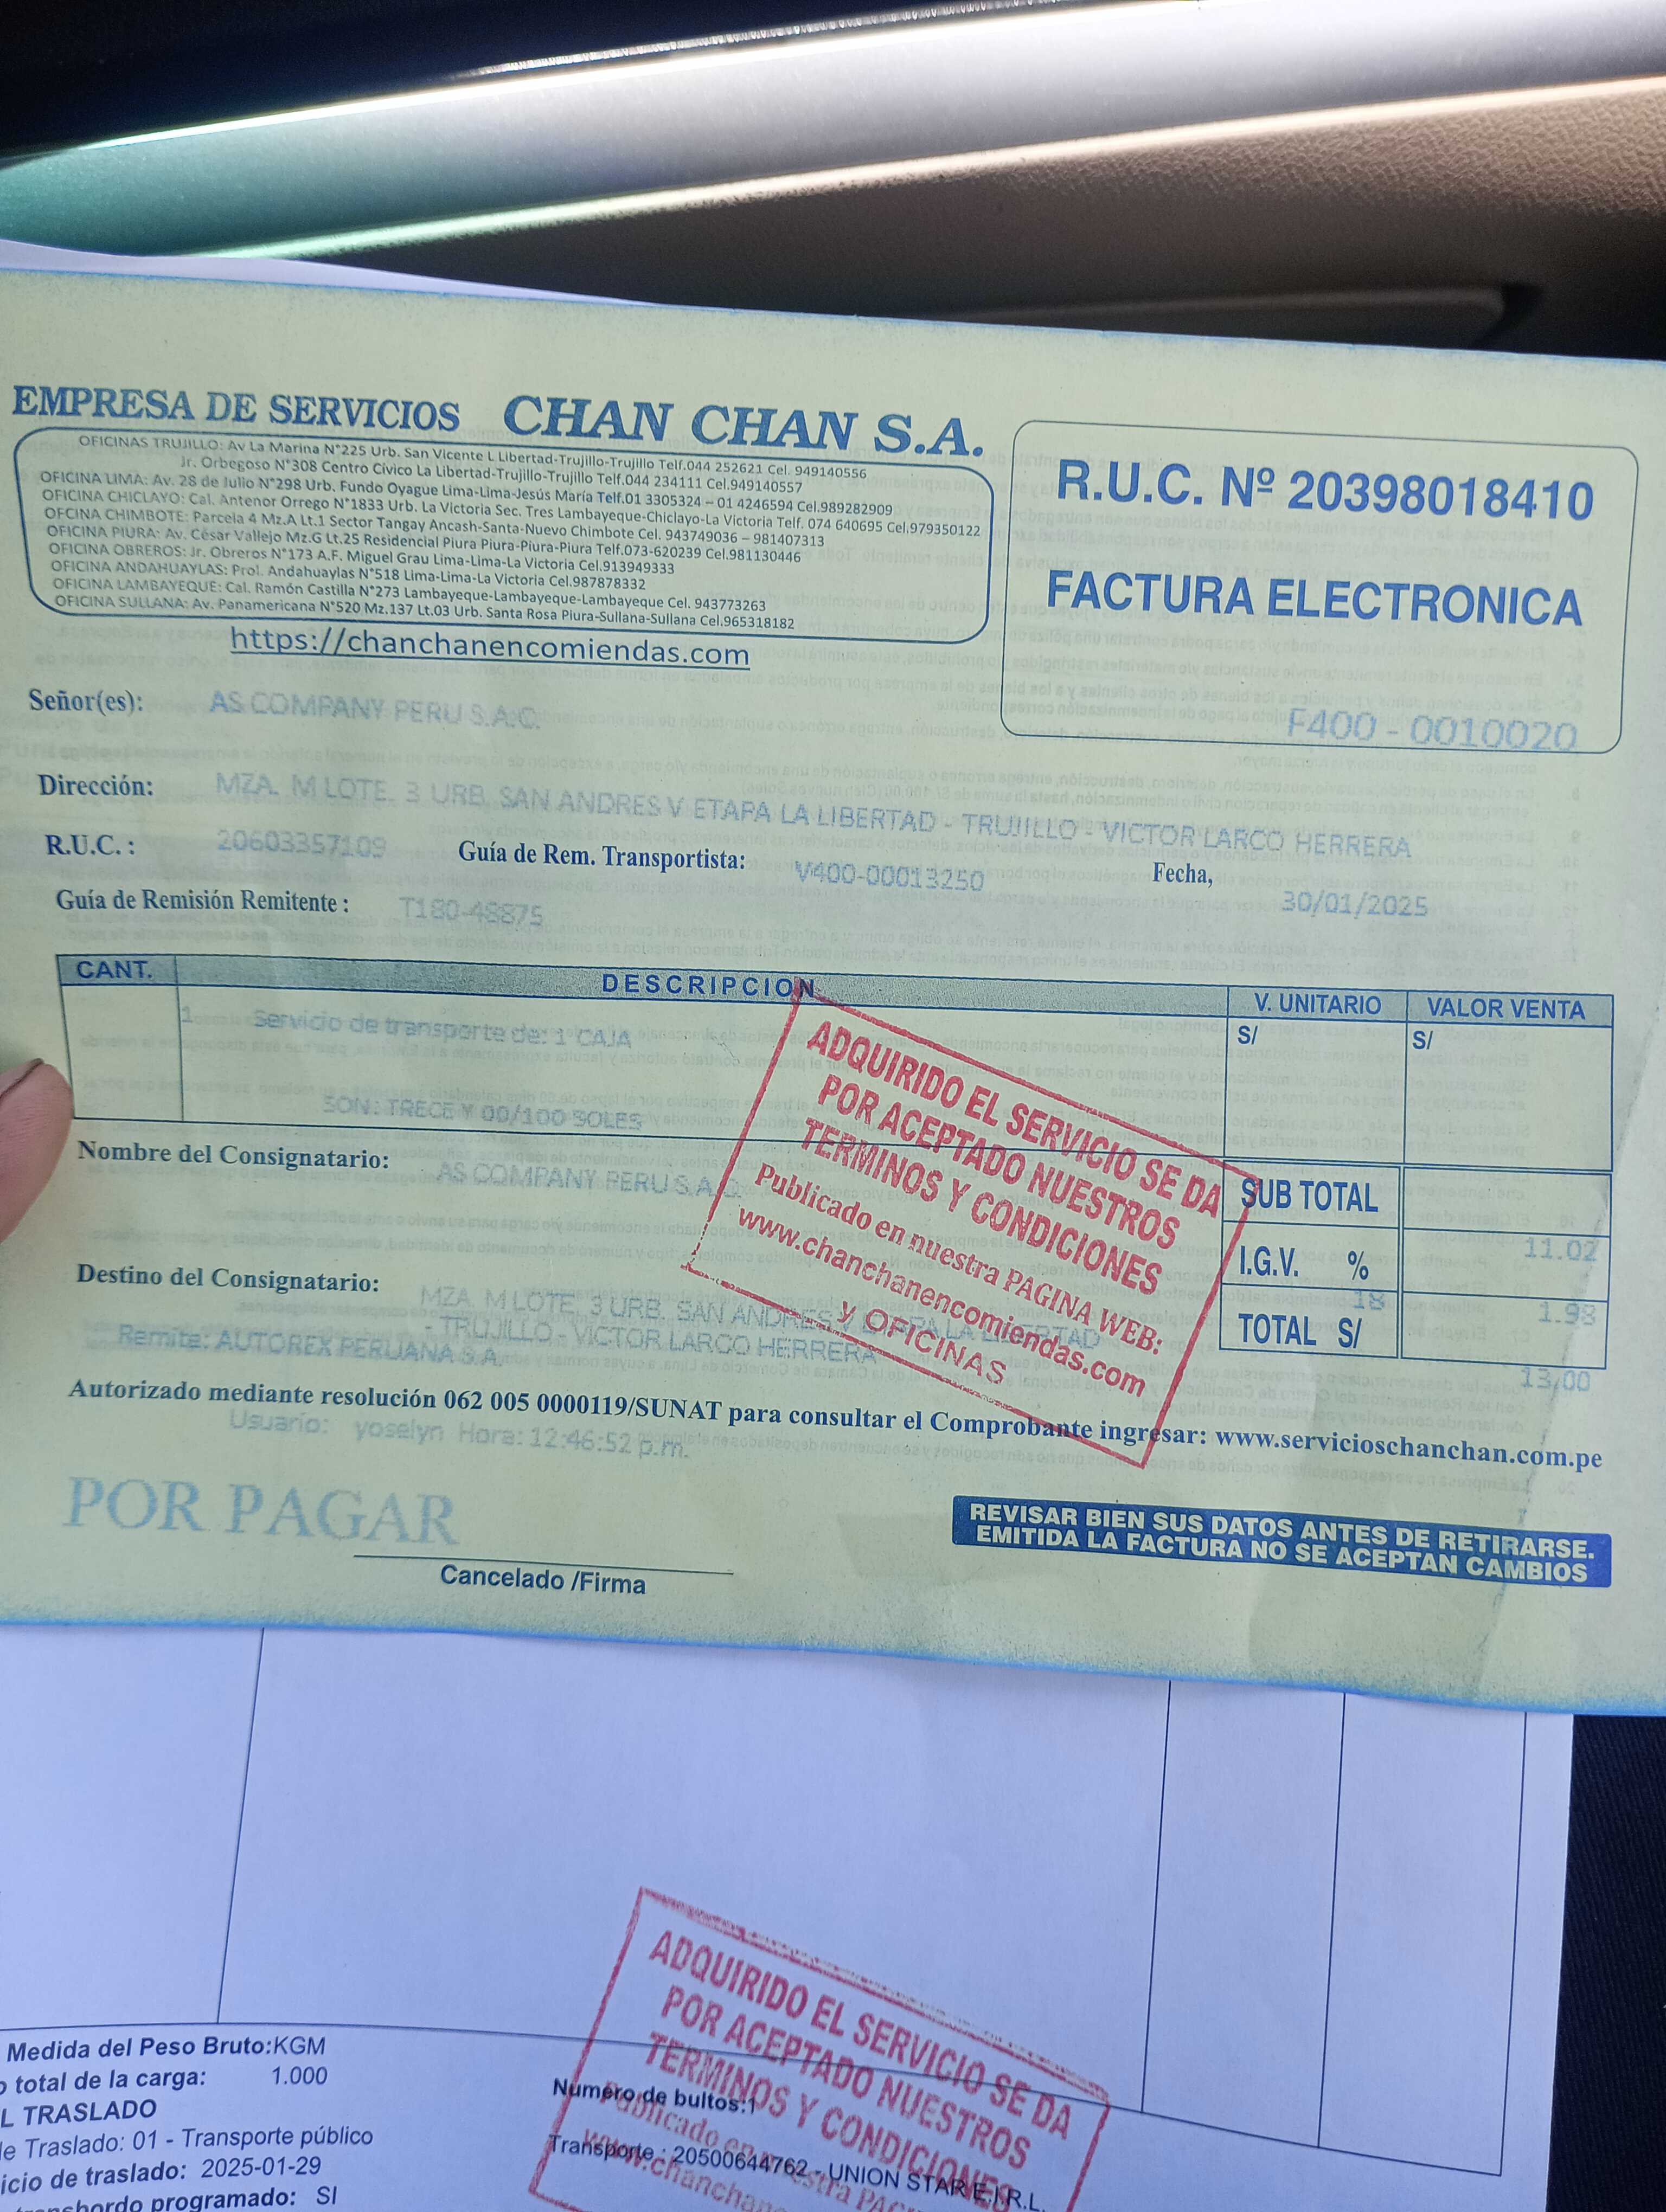 EMPRESA DE SERVICIOS CHAN CHAN S.A.
OFICINAS TRUJILLO: Av La Marina N°225 Urb. San Vicente L Libertad-Trujillo-Trujillo Telf.044 252621 Cel. 949140556
Jr. Orbegoso N°308 Centro Civico La Libertad-Trujillo-Trujillo Telf.044 234111 Cel.949140557
OFICINA LIMA: Av. 28 de Julio N°298 Urb. Fundo Oyague Lima-Lima-Jesús María Telf.01 3305324 – 01 4246594 Cel.989282909
OFICINA CHICLAYO: Cal. Antenor Orrego N°1833 Urb. La Victoria Sec. Tres Lambayeque-Chiclayo-La Victoria Telf. 074 640695 Cel.979350122
OFCINA CHIMBOTE: Parcela 4 Mz.A Lt.1 Sector Tangay Ancash-Santa-Nuevo Chimbote Cel. 943749036 – 981407313
OFICINA PIURA: Av. César Vallejo Mz.G Lt.25 Residencial Piura Piura-Piura-Piura Telf.073-620239 Cel.981130446
OFICINA OBREROS: Jr. Obreros N°173 A.F. Miguel Grau Lima-Lima-La Victoria Cel.913949333
OFICINA ANDAHUAYLAS: Prol. Andahuaylas N°518 Lima-Lima-La Victoria Cel.987878332
OFICINA LAMBAYEQUE: Cal. Ramón Castilla N°273 Lambayeque-Lambayeque-Lambayeque Cel. 943773263
OFICINA SULLANA: Av. Panamericana N°520 Mz.137 Lt.03 Urb. Santa Rosa Piura-Sullana-Sullana Cel.965318182
https://chanchanencomiendas.com
R.U.C. Nº 20398018410
FACTURA ELECTRONICA
F400 - 0010020
Señor(es): AS COMPANY PERU S.A.C.
Dirección: MZA. M LOTE. 3 URB. SAN ANDRES V ETAPA LA LIBERTAD - TRUJILLO - VICTOR LARCO HERRERA
R.U.C. : 20603357109 Guía de Rem. Transportista: V400-00013250 Fecha, 30/01/2025
Guía de Remisión Remitente : T180-48875
CANT. DESCRIPCION V. UNITARIO VALOR VENTA
1 Servicio de transporte de: 1 CAJA S/ S/
SON: TRECE Y 00/100 SOLES
ADQUIRIDO EL SERVICIO SE DA
POR ACEPTADO NUESTROS
TERMINOS Y CONDICIONES
Publicado en nuestra PAGINA WEB:
www.chanchanencomiendas.com
Y OFICINAS
Nombre del Consignatario: AS COMPANY PERU S.A.C.
SUB TOTAL 11.02
I.G.V. % 18 1.98
TOTAL S/ 13.00
Destino del Consignatario: MZA. M LOTE. 3 URB. SAN ANDRES V ETAPA LA LIBERTAD
- TRUJILLO - VICTOR LARCO HERRERA
Remite: AUTOREX PERUANA S.A.
Autorizado mediante resolución 062 005 0000119/SUNAT para consultar el Comprobante ingresar: www.servicioschanchan.com.pe
Usuario: yoselyn Hora: 12:46:52 p.m.
POR PAGAR
Cancelado /Firma
REVISAR BIEN SUS DATOS ANTES DE RETIRARSE.
EMITIDA LA FACTURA NO SE ACEPTAN CAMBIOS
Medida del Peso Bruto:KGM
total de la carga: 1.000
L TRASLADO
Traslado: 01 - Transporte público
icio de traslado: 2025-01-29
programado: SI
Numero de bultos:1
Transporte : 20500644762 - UNION STAR E.I.R.L.
ADQUIRIDO EL SERVICIO SE DA
POR ACEPTADO NUESTROS
TERMINOS Y CONDICIONES
Publicado en nuestra